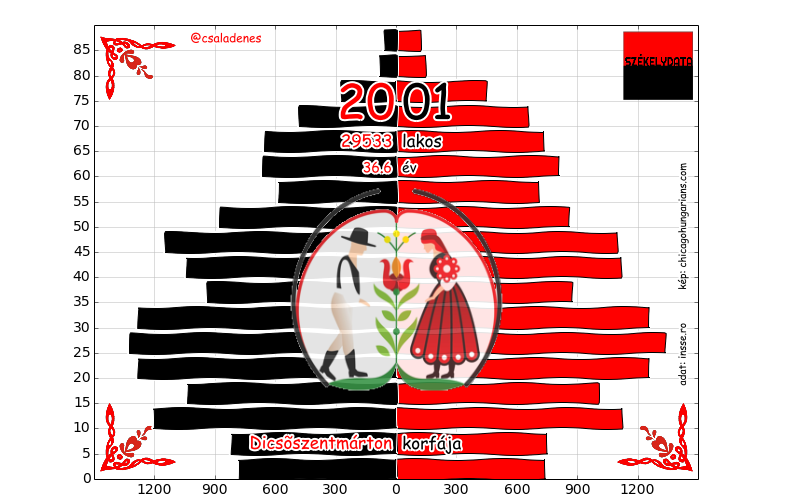 @csaladenes
SZÉKELYDATA
2001
29533 lakos
36.6 év
kép: chicagohungarians.com
adat: insse.ro
Dicsõszentmárton korfája
85
80
75
70
65
60
55
50
45
40
35
30
25
20
15
10
5
0
1200 900 600 300 0 300 600 900 1200